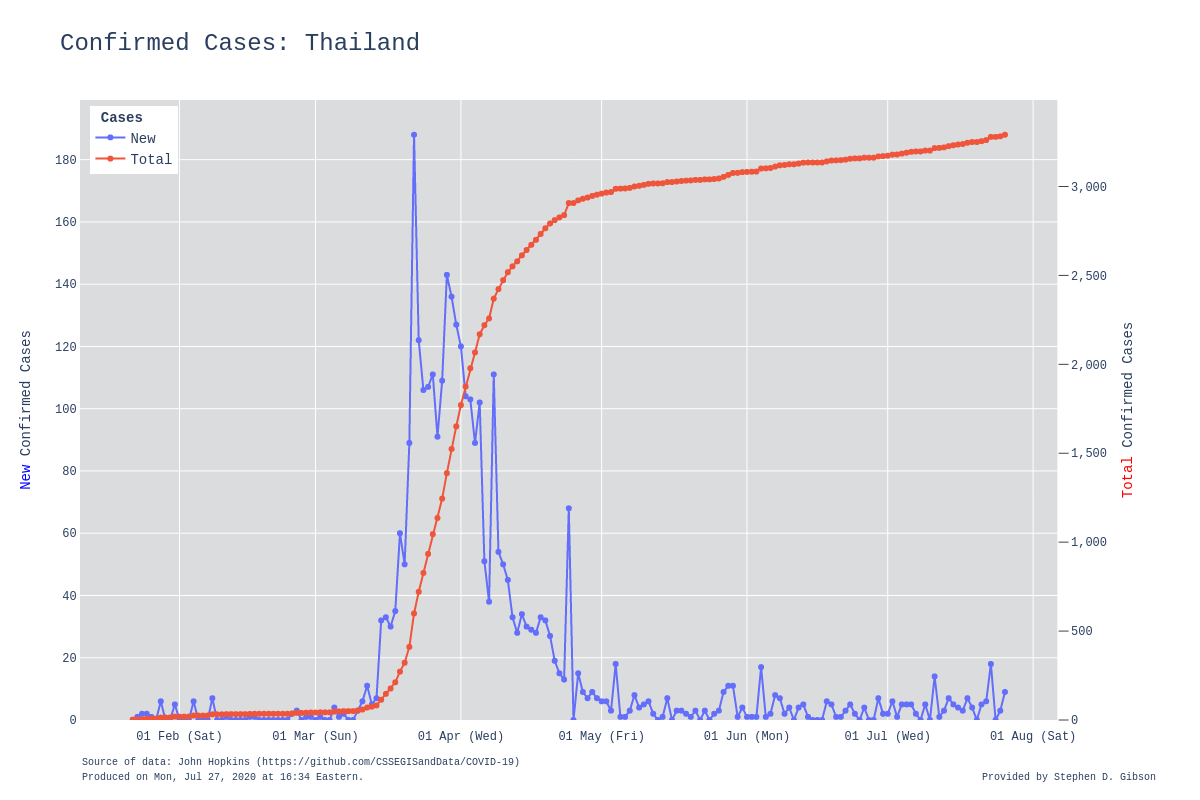 Confirmed Cases: Thailand
Cases
New
Total
180
160
140
120
100
80
60
40
20
0
3,000
2,500
2,000
1,500
1,000
500
0
New Confirmed Cases
Total Confirmed Cases
01 Feb (Sat) 01 Mar (Sun) 01 Apr (Wed) 01 May (Fri) 01 Jun (Mon) 01 Jul (Wed) 01 Aug (Sat)
Source of data: John Hopkins (https://github.com/CSSEGISandData/COVID-19)
Produced on Mon, Jul 27, 2020 at 16:34 Eastern.
Provided by Stephen D. Gibson